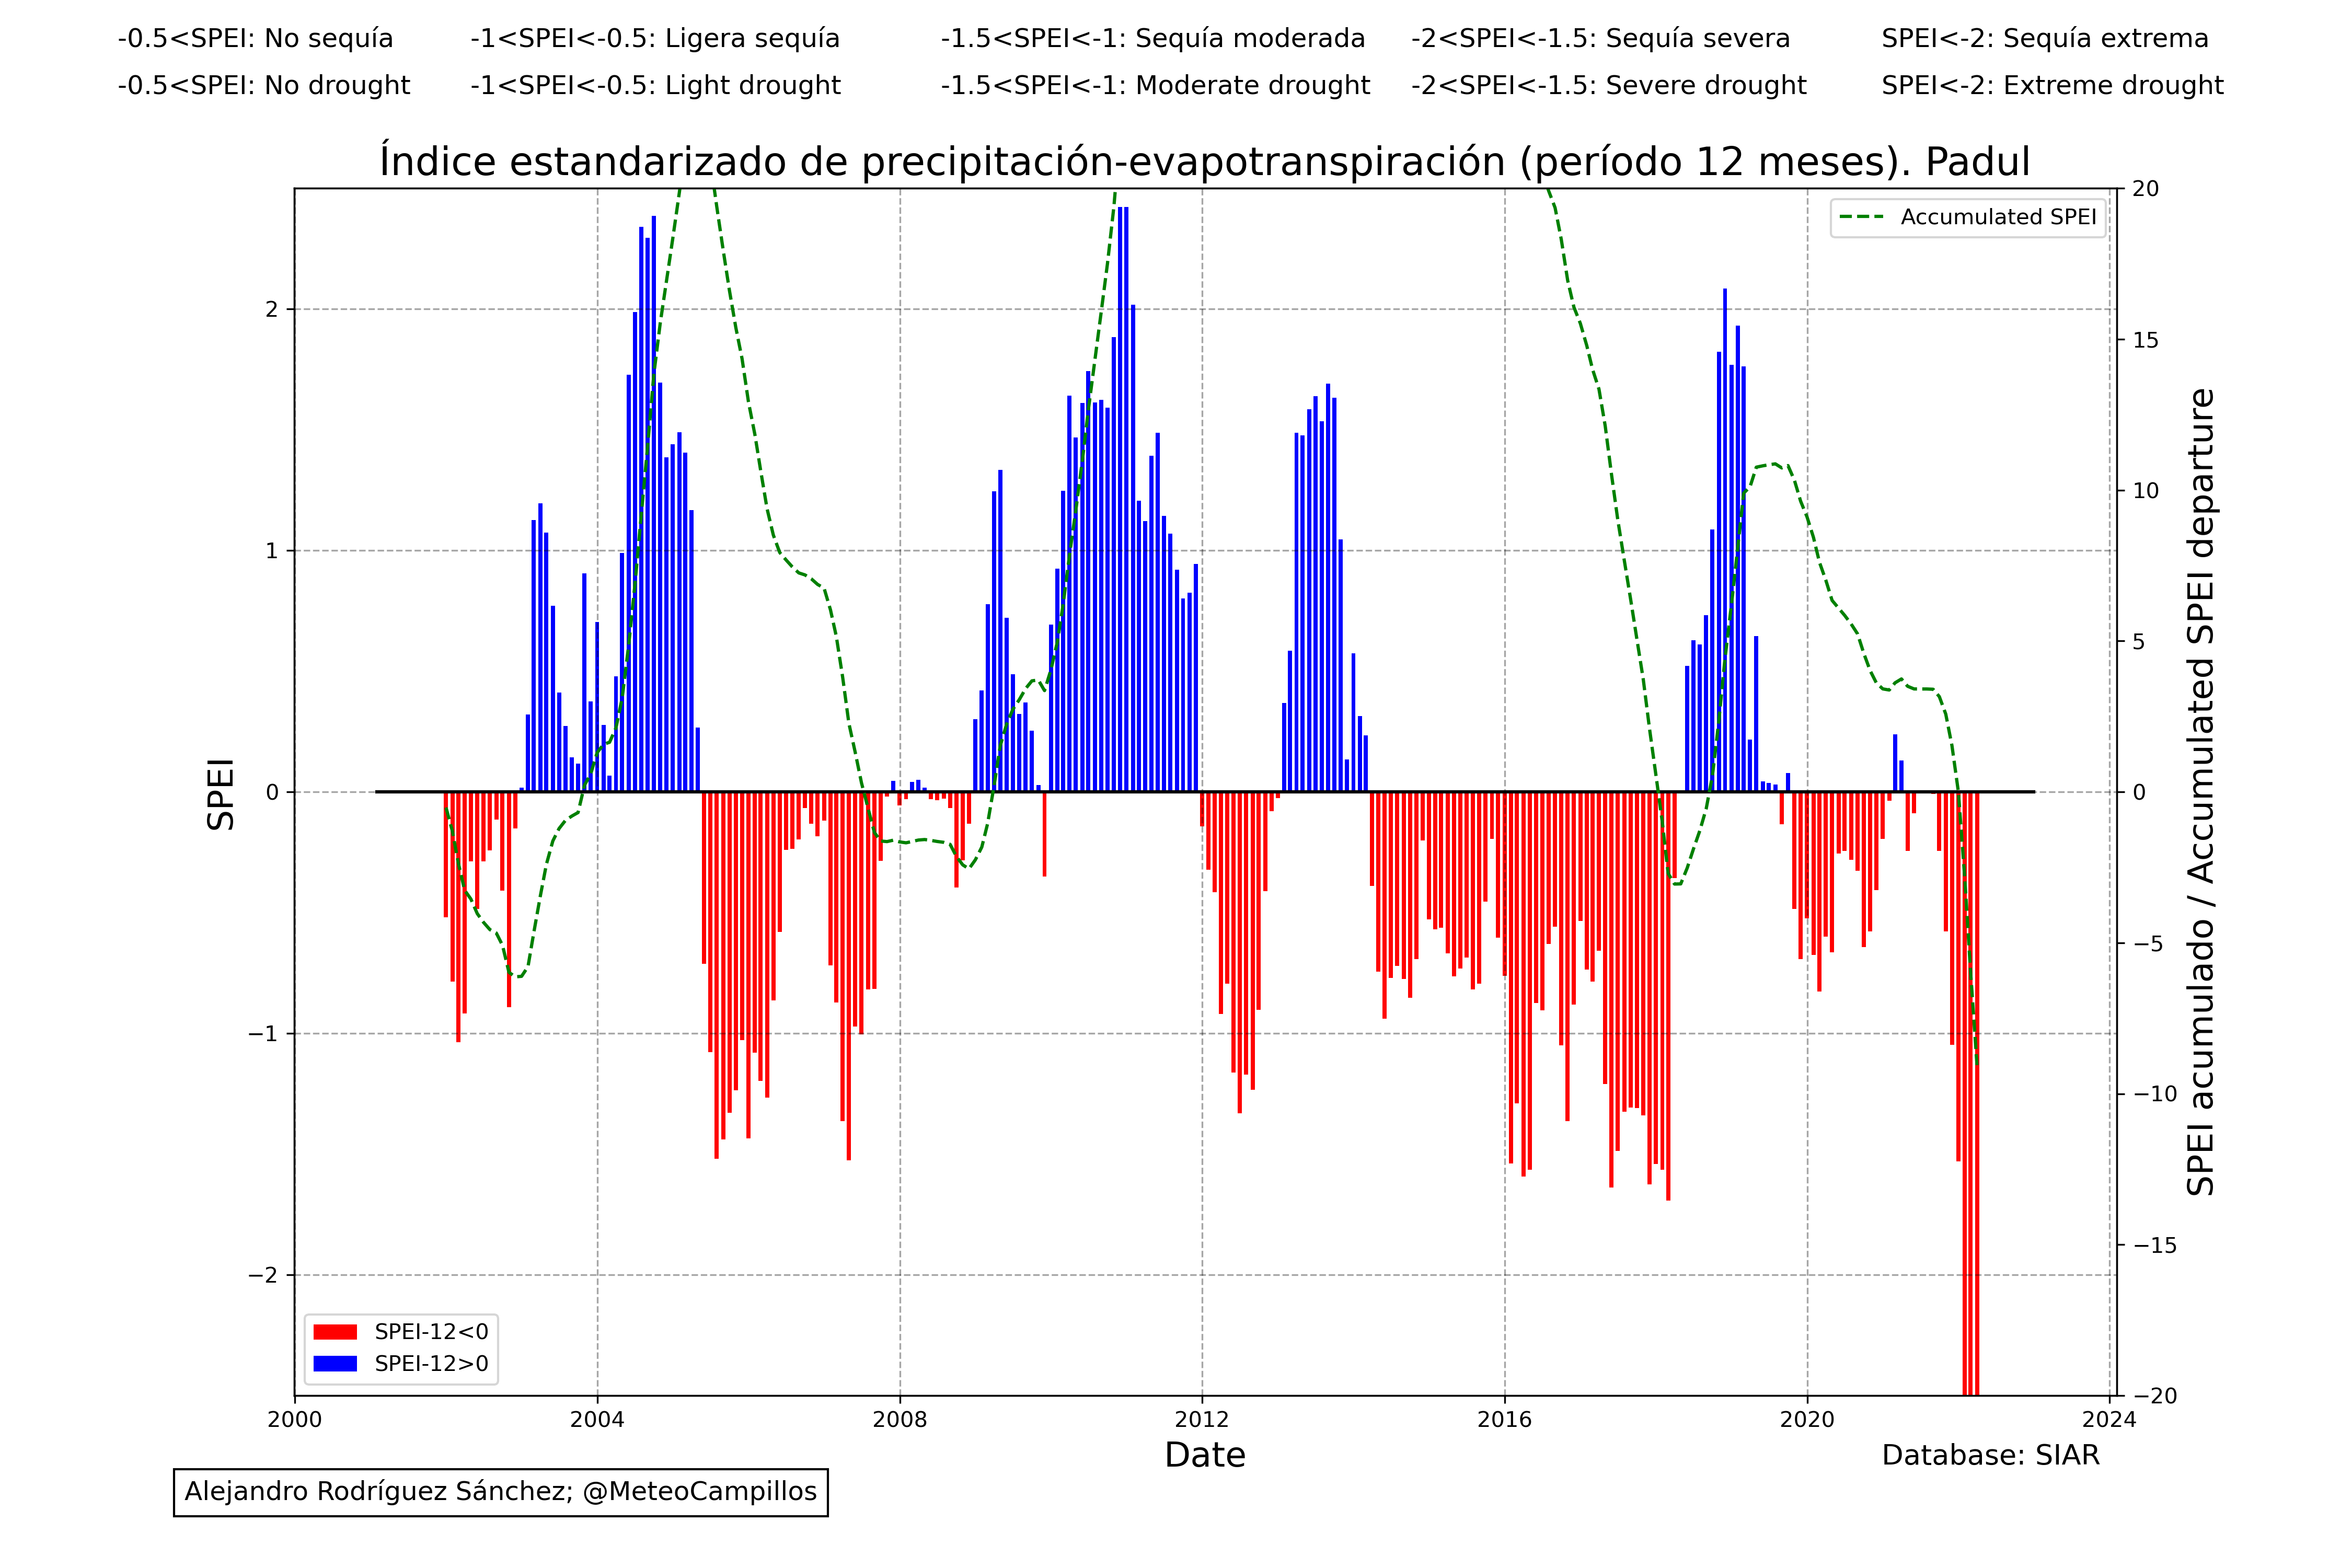 -0.5<SPEI: No sequía -1<SPEI<-0.5: Ligera sequía -1.5<SPEI<-1: Sequía moderada -2<SPEI<-1.5: Sequía severa SPEI<-2: Sequía extrema
-0.5<SPEI: No drought -1<SPEI<-0.5: Light drought -1.5<SPEI<-1: Moderate drought -2<SPEI<-1.5: Severe drought SPEI<-2: Extreme drought
Índice estandarizado de precipitación-evapotranspiración (período 12 meses). Padul
Accumulated SPEI
2
1
0
−1
−2
SPEI
20
15
10
5
0
−5
−10
−15
−20
SPEI acumulado / Accumulated SPEI departure
SPEI-12<0
SPEI-12>0
2000 2004 2008 2012 2016 2020 2024
Date
Database: SIAR
Alejandro Rodríguez Sánchez; @MeteoCampillos